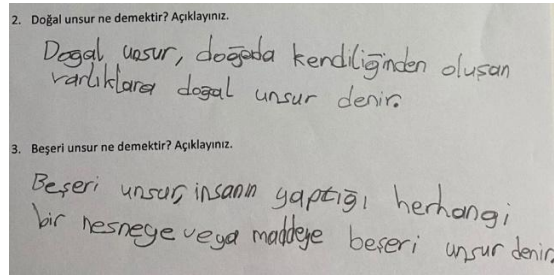 2. Doğal unsur ne demektir? Açıklayınız.
Dogal unsur, doğada kendiliğinden oluşan
varlıklara doğal unsur denir.
3. Beşeri unsur ne demektir? Açıklayınız.
Beşeri unsur, insanın yaptığı herhangi
bir nesneye veya maddeye beşeri unsur denir.